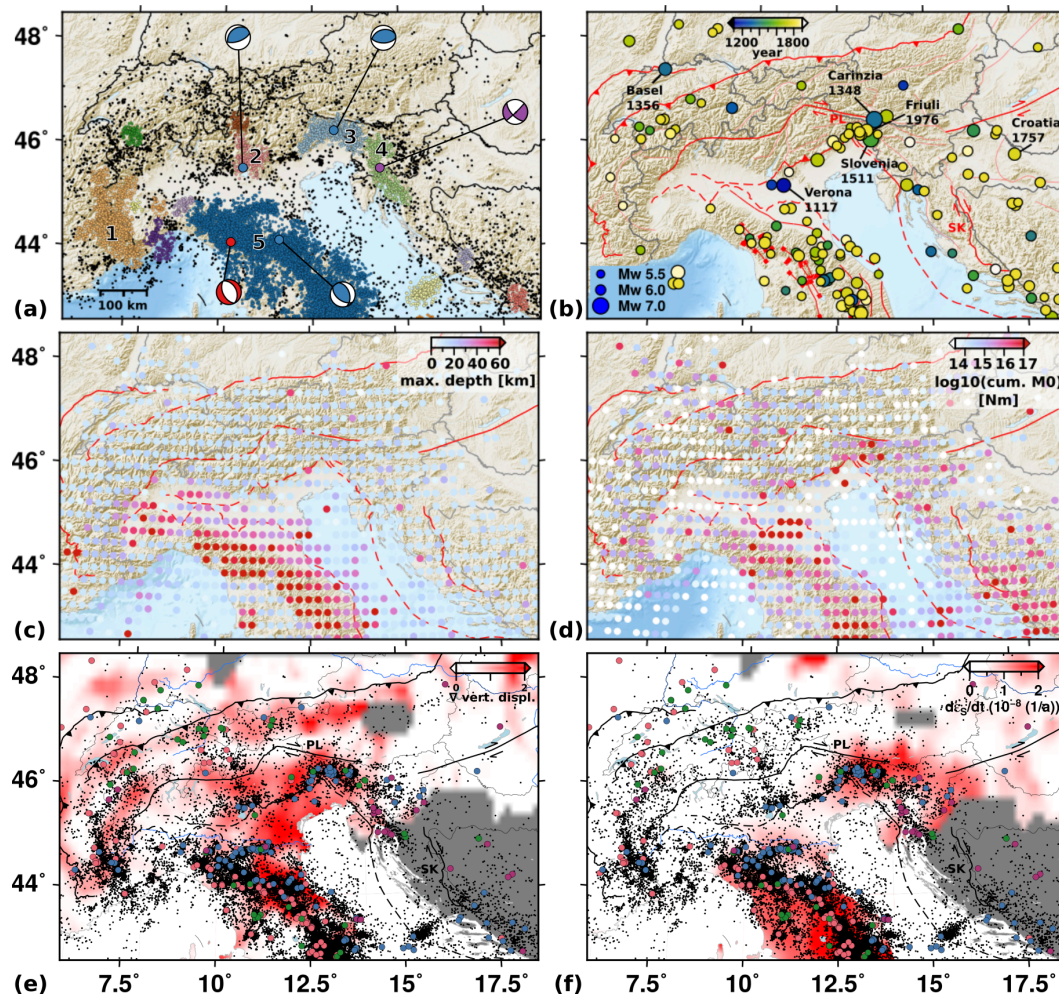 48°
46°
44°
(a)
1
2
3
4
5
100 km
(b)
1200 1800
year
Basel
1356
Carinzia
1348
Friuli
1976
Croatia
1757
PL
Slovenia
1511
Verona
1117
SK
Mw 5.5
Mw 6.0
Mw 7.0
48°
46°
44°
(c)
0 20 40 60
max. depth [km]
(d)
14 15 16 17
log10(cum. M0)
[Nm]
48°
46°
44°
(e)
0 2
∇ vert. displ.
PL
SK
7.5 10 12.5 15 17.5
(f)
0 1 2
PL
SK
7.5 10 12.5 15 17.5